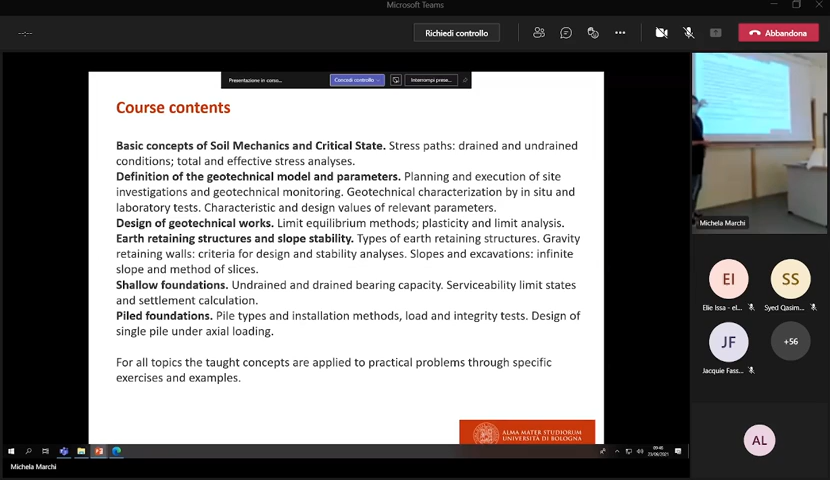 Microsoft Teams
--:--
Richiedi controllo
Abbandona
Presentazione in corso...
Concedi controllo
Interrompi prese...
Course contents
Basic concepts of Soil Mechanics and Critical State. Stress paths: drained and undrained
conditions; total and effective stress analyses.
Definition of the geotechnical model and parameters. Planning and execution of site
investigations and geotechnical monitoring. Geotechnical characterization by in situ and
laboratory tests. Characteristic and design values of relevant parameters.
Design of geotechnical works. Limit equilibrium methods; plasticity and limit analysis.
Earth retaining structures and slope stability. Types of earth retaining structures. Gravity
retaining walls: criteria for design and stability analyses. Slopes and excavations: infinite
slope and method of slices.
Shallow foundations. Undrained and drained bearing capacity. Serviceability limit states
and settlement calculation.
Piled foundations. Pile types and installation methods, load and integrity tests. Design of
single pile under axial loading.
For all topics the taught concepts are applied to practical problems through specific
exercises and examples.
ALMA MATER STUDIORUM
UNIVERSITÀ DI BOLOGNA
23/09/2021
Michela Marchi
Michela Marchi
EI
Elie Issa - el...
SS
Syed Qasim...
JF
Jacquie Fass...
+56
AL